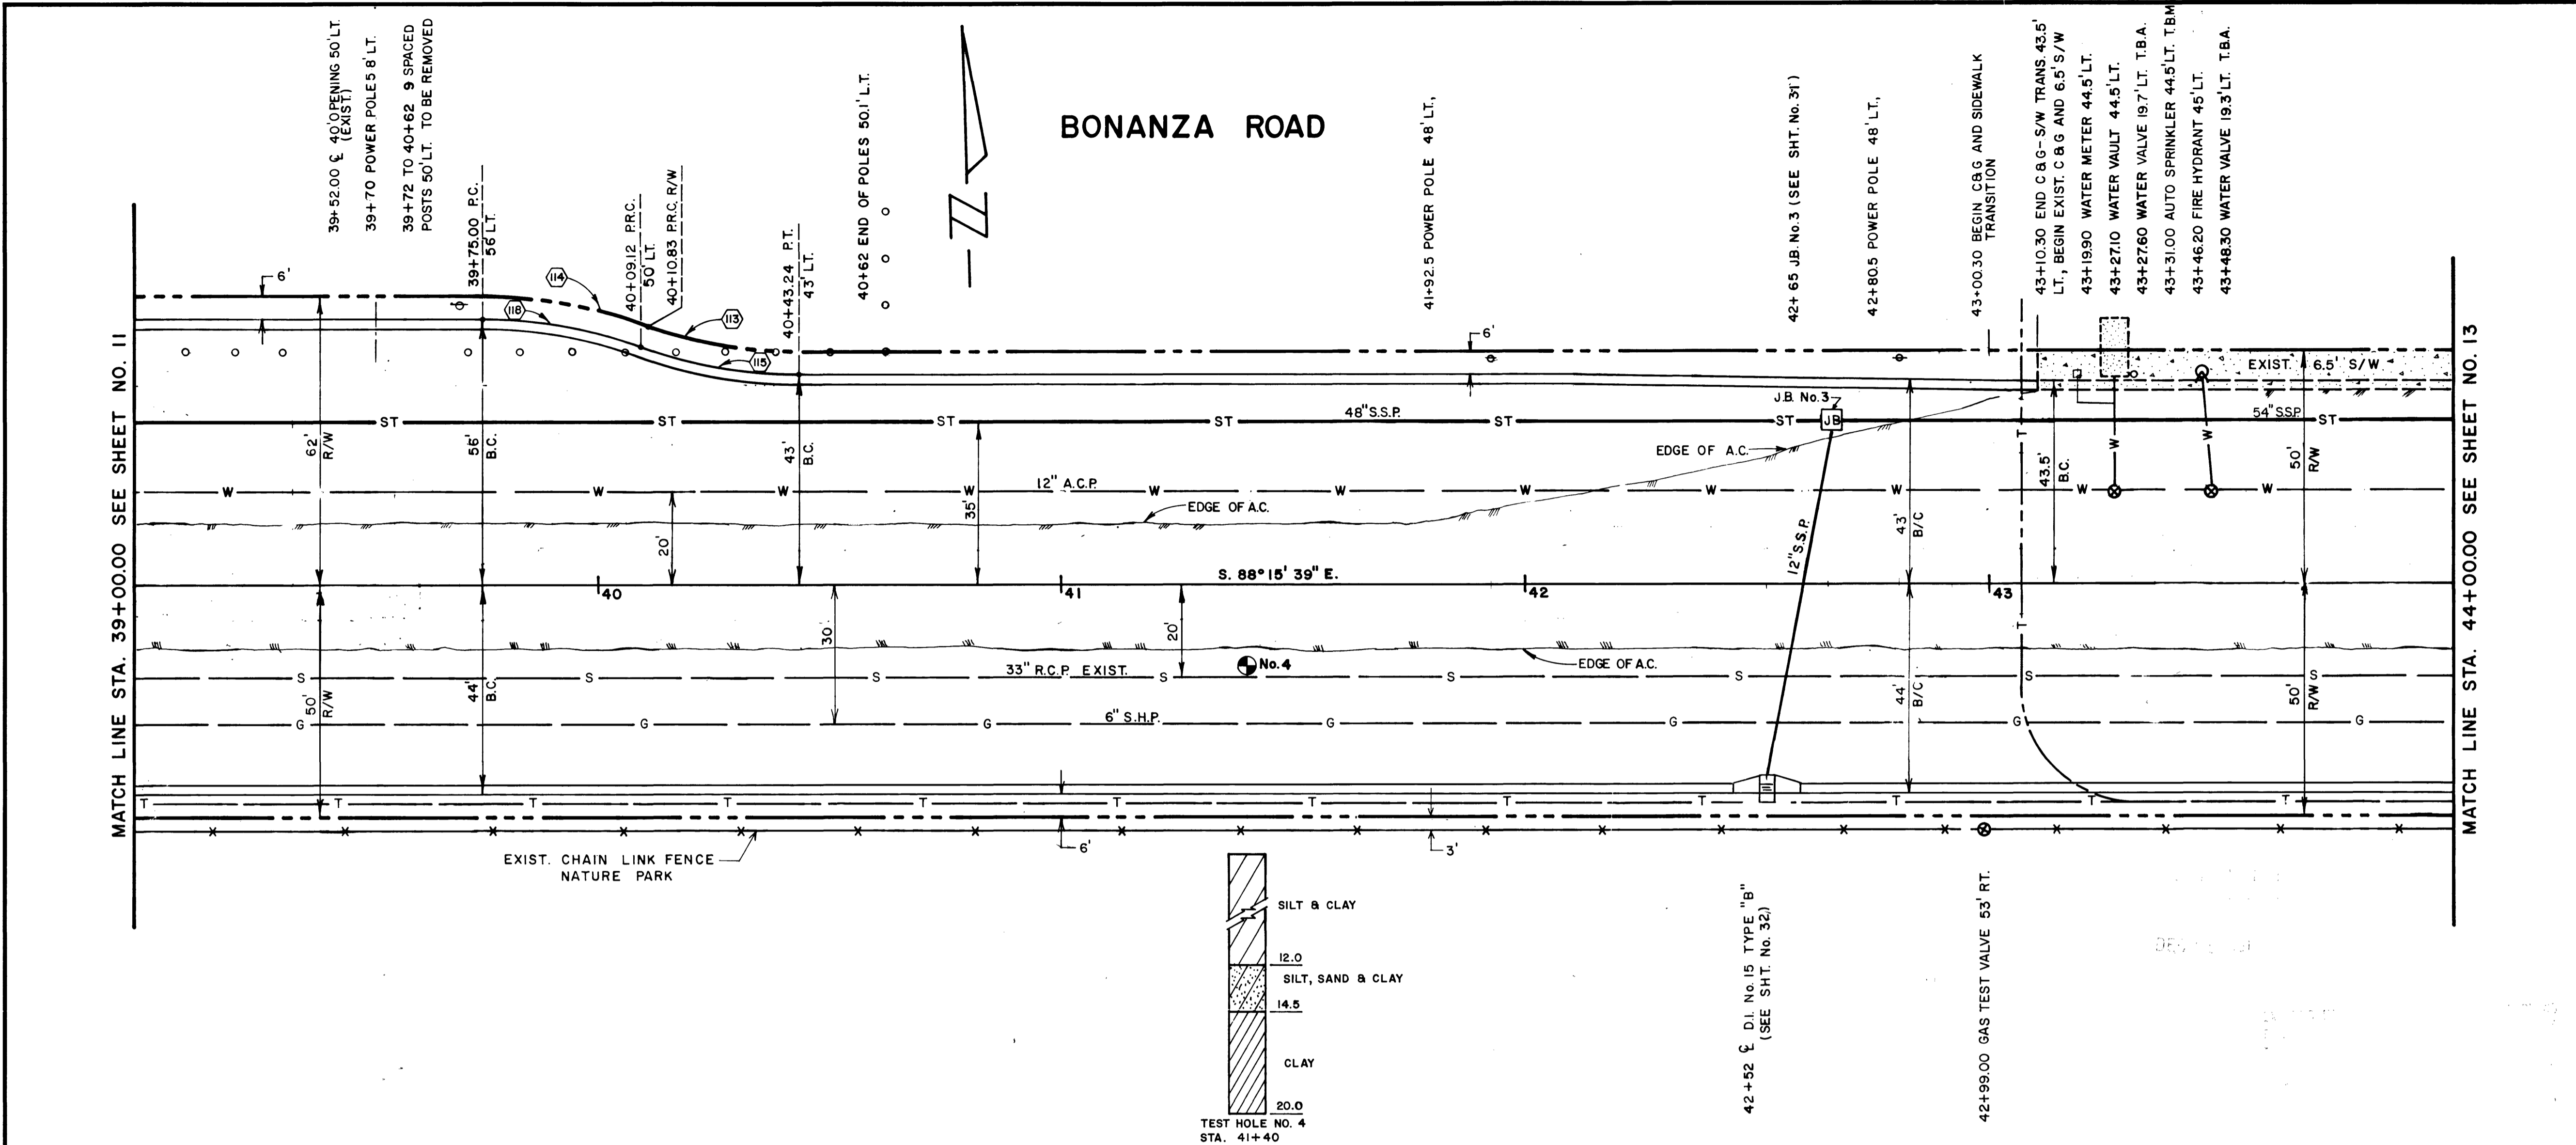 BONANZA ROAD
39+52.00 ℄ 40' OPENING 50' LT.
(EXIST.)
39+70 POWER POLE 58' LT.
39+72 TO 40+62 9 SPACED
POSTS 50' LT. TO BE REMOVED
39+75.00 P.C.
56' LT.
40+09.12 P.R.C.
50' LT.
40+10.83 P.R.C. R/W
40+43.24 P.T.
43' LT.
40+62 END OF POLES 50.1' L.T.
N
41+92.5 POWER POLE 48' LT.,
42+65 J.B. No. 3 (SEE SHT. No. 31)
42+80.5 POWER POLE 48' LT.,
43+00.30 BEGIN C&G AND SIDEWALK
TRANSITION
43+10.30 END C&G-S/W TRANS. 43.5'
LT., BEGIN EXIST. C&G AND 6.5' S/W
43+19.90 WATER METER 44.5' LT.
43+27.10 WATER VAULT 44.5' LT.
43+27.60 WATER VALVE 19.7' LT. T.B.A.
43+31.00 AUTO SPRINKLER 44.5' LT. T.B.M
43+46.20 FIRE HYDRANT 45' LT.
43+48.30 WATER VALVE 19.3' LT. T.B.A.
6'
114
118
113
115
6'
EXIST. 6.5' S/W
MATCH LINE STA. 39+00.00 SEE SHEET NO. 11
MATCH LINE STA. 44+00.00 SEE SHEET NO. 13
J.B. No. 3
ST ST ST 48" S.S.P. ST ST ST JB 54" S.S.P. ST
62'
R/W
56'
B.C.
43'
B.C.
EDGE OF A.C.
43.5'
B.C.
50'
R/W
W W W W 12" A.C.P. W W W W W W W
W W
EDGE OF A.C.
20'
35'
12" S.S.P.
43'
B/C
T
S. 88° 15' 39" E.
40 41 42 43
30'
20'
T
No. 4
EDGE OF A.C.
S S S 33" R.C.P. EXIST. S S S S S
50'
R/W
44'
B.C.
44'
B/C
50'
R/W
G G G 6" S.H.P. G G G G
T T T T T T T T T T T T
X X X X X X X X X X X X X X X X X X X
6'
3'
EXIST. CHAIN LINK FENCE
NATURE PARK
SILT & CLAY
12.0
SILT, SAND & CLAY
14.5
CLAY
20.0
TEST HOLE NO. 4
STA. 41+40
42+52 ℄ D.I. No. 15 TYPE "B"
(SEE SHT. No. 32)
42+99.00 GAS TEST VALVE 53' RT.